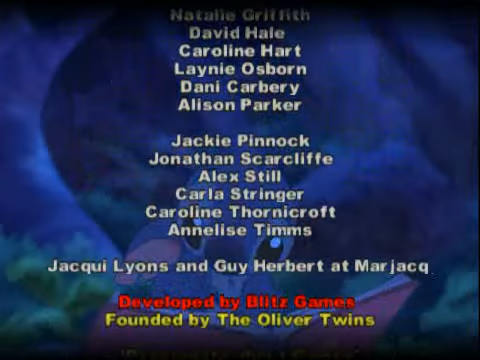 Natalie Griffith
David Hale
Caroline Hart
Laynie Osborn
Dani Carbery
Alison Parker
Jackie Pinnock
Jonathan Scarcliffe
Alex Still
Carla Stringer
Caroline Thornicroft
Annelise Timms
Jacqui Lyons and Guy Herbert at Marjacq
Developed by Blitz Games
Founded by The Oliver Twins